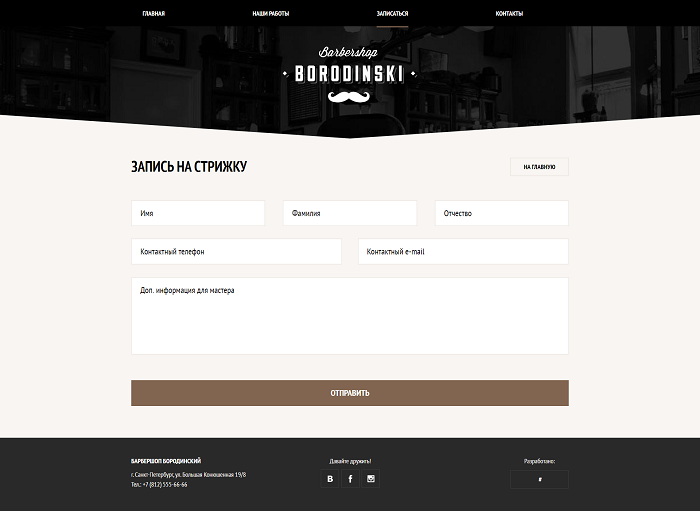 ГЛАВНАЯ
НАШИ РАБОТЫ
ЗАПИСАТЬСЯ
КОНТАКТЫ
Barbershop
BORODINSKI
ЗАПИСЬ НА СТРИЖКУ
НА ГЛАВНУЮ
Имя
Фамилия
Отчество
Контактный телефон
Контактный e-mail
Доп. информация для мастера
ОТПРАВИТЬ
БАРБЕРШОП БОРОДИНСКИЙ
г. Санкт-Петербург, ул. Большая Конюшенная 19/8
Тел.: +7 (812) 555-66-66
Давайте дружить!
В f
Разработано:
#